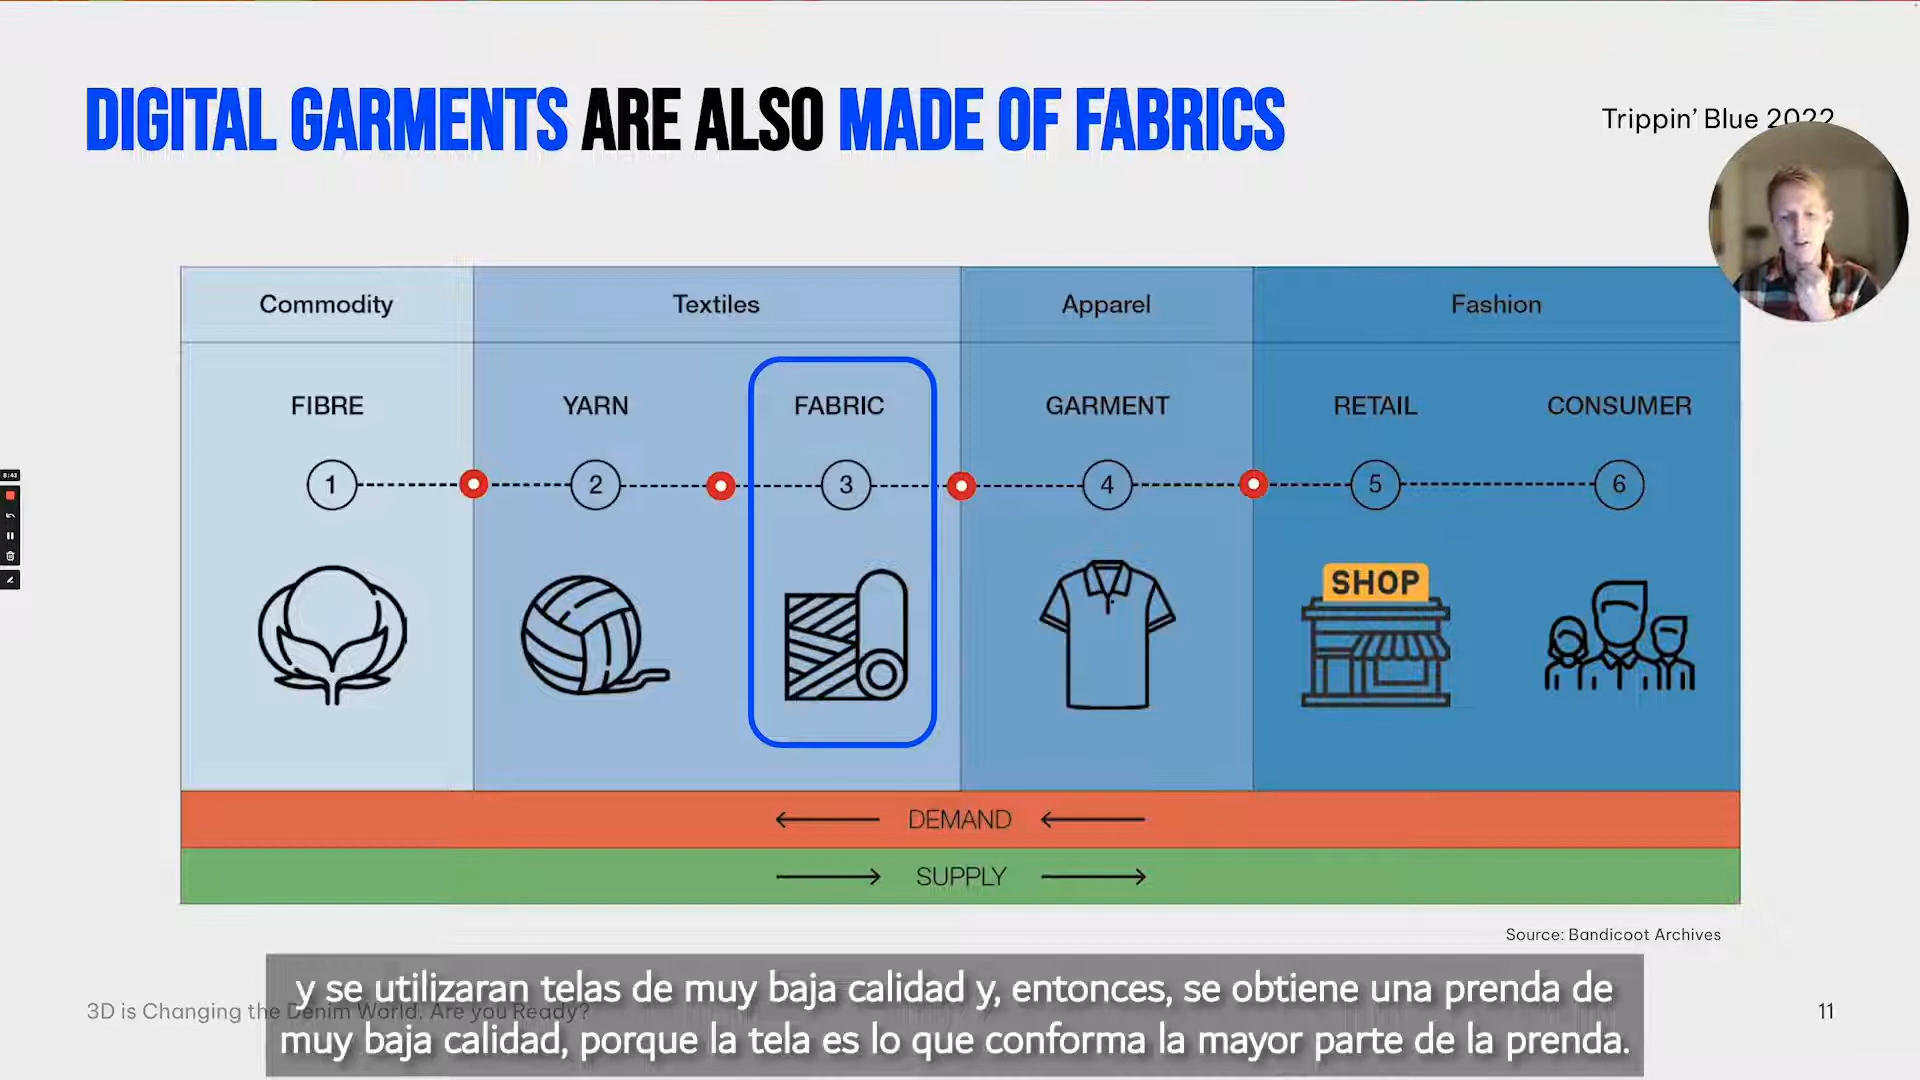 DIGITAL GARMENTS ARE ALSO MADE OF FABRICS
Trippin' Blue 2022
Commodity Textiles Apparel Fashion
FIBRE YARN FABRIC GARMENT RETAIL CONSUMER
1 2 3 4 5 6
SHOP
DEMAND
SUPPLY
Source: Bandicoot Archives
3D is Changing the Denim World. Are you Ready?
11
y se utilizaran telas de muy baja calidad y, entonces, se obtiene una prenda de
muy baja calidad, porque la tela es lo que conforma la mayor parte de la prenda.